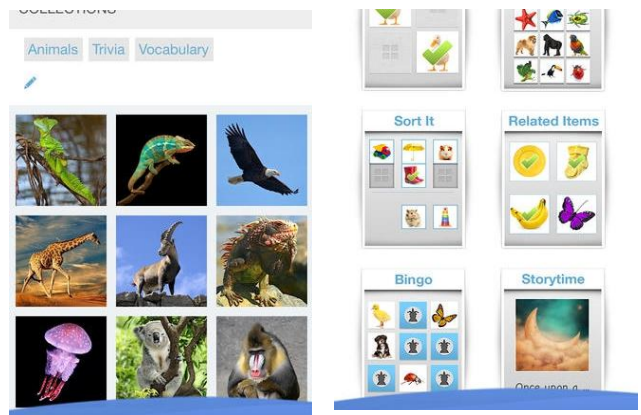 COLLECTIONS
Animals Trivia Vocabulary
Sort It
Related Items
Bingo
Storytime
Once upon a